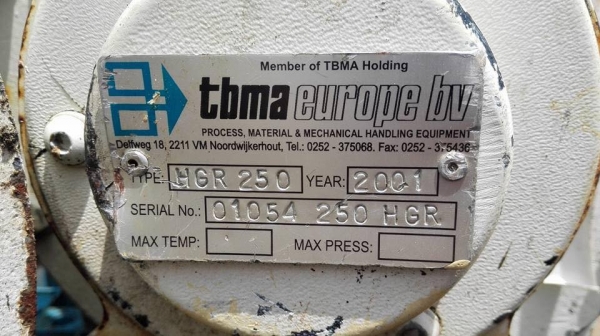 Member of TBMA Holding
tbma europe bv
PROCESS, MATERIAL & MECHANICAL HANDLING EQUIPMENT
Delfweg 18, 2211 VM Noordwijkerhout, Tel.: 0252 - 375068. Fax: 0252 - 375436
TYPE: HGR 250 YEAR: 2001
SERIAL No.: 01054 250 HGR
MAX TEMP: MAX PRESS: